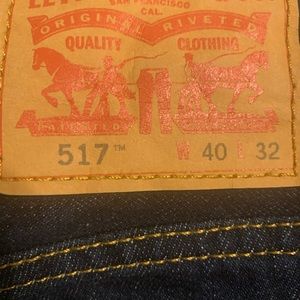 SAN FRANCISCO
CAL.
ORIGINAL RIVETED
QUALITY CLOTHING
517™ W 40 L 32